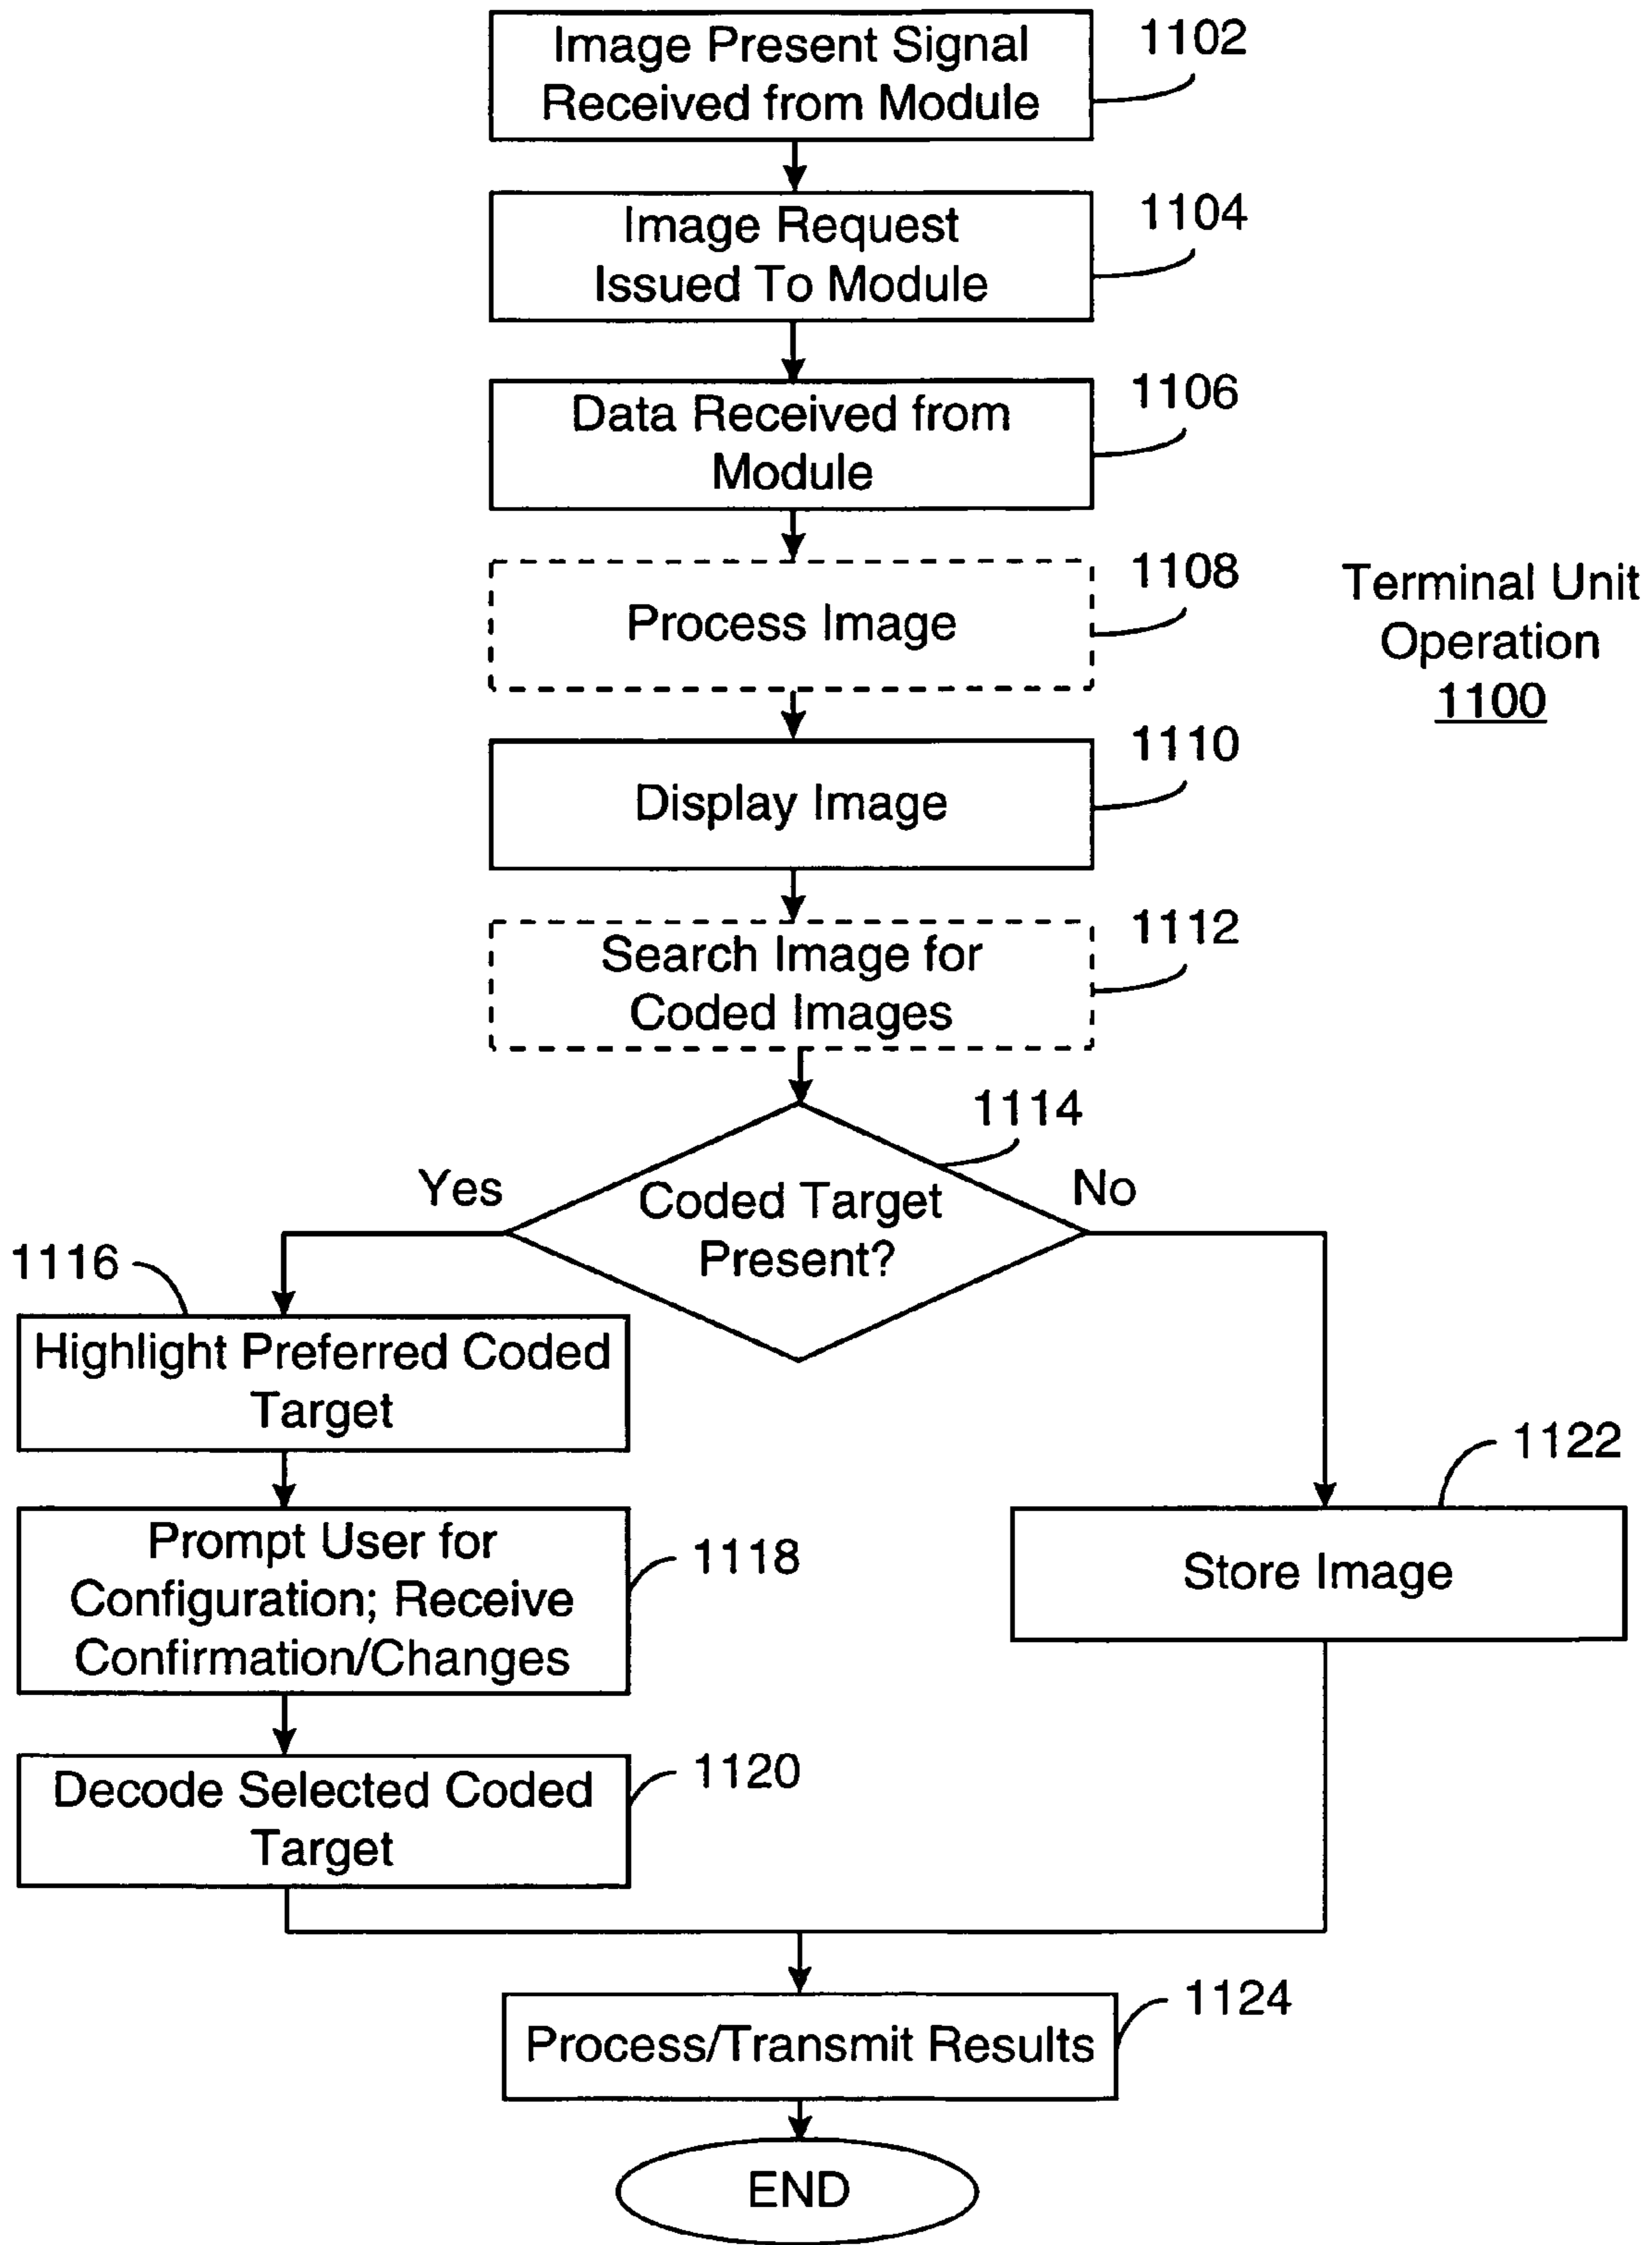 Image Present Signal
Received from Module
1102
Image Request
Issued To Module
1104
Data Received from
Module
1106
Process Image
1108
Terminal Unit
Operation
1100
Display Image
1110
Search Image for
Coded Images
1112
Coded Target
Present?
1114
Yes
No
1116
Highlight Preferred Coded
Target
Prompt User for
Configuration; Receive
Confirmation/Changes
1118
1122
Store Image
Decode Selected Coded
Target
1120
Process/Transmit Results
1124
END